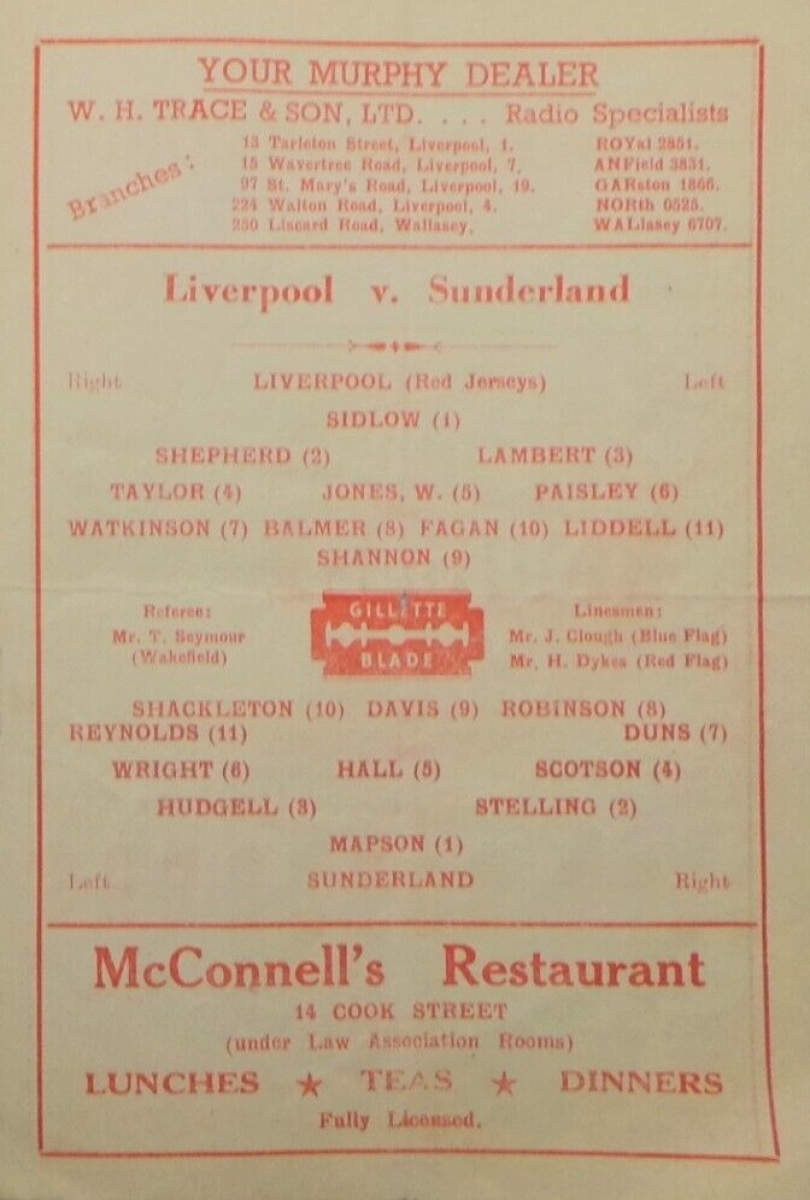 YOUR MURPHY DEALER
W. H. TRACE & SON, LTD. . . . . Radio Specialists
Branches:
13 Tarleton Street, Liverpool, 1. ROYal 2851.
15 Wavertree Road, Liverpool, 7. ANField 3831.
97 St. Mary's Road, Liverpool, 19. GARston 1866.
224 Walton Road, Liverpool, 4. NORth 0525.
250 Liscard Road, Wallasey. WALlasey 6707.
Liverpool v. Sunderland
Right LIVERPOOL (Red Jerseys) Left
SIDLOW (1)
SHEPHERD (2) LAMBERT (3)
TAYLOR (4) JONES, W. (5) PAISLEY (6)
WATKINSON (7) BALMER (8) FAGAN (10) LIDDELL (11)
SHANNON (9)
Referee:
Mr. T. Seymour
(Wakefield)
GILLETTE
BLADE
Linesmen:
Mr. J. Clough (Blue Flag)
Mr. H. Dykes (Red Flag)
SHACKLETON (10) DAVIS (9) ROBINSON (8)
REYNOLDS (11) DUNS (7)
WRIGHT (6) HALL (5) SCOTSON (4)
HUDGELL (3) STELLING (2)
MAPSON (1)
Left SUNDERLAND Right
McConnell's Restaurant
14 COOK STREET
(under Law Association Rooms)
LUNCHES ★ TEAS ★ DINNERS
Fully Licensed.